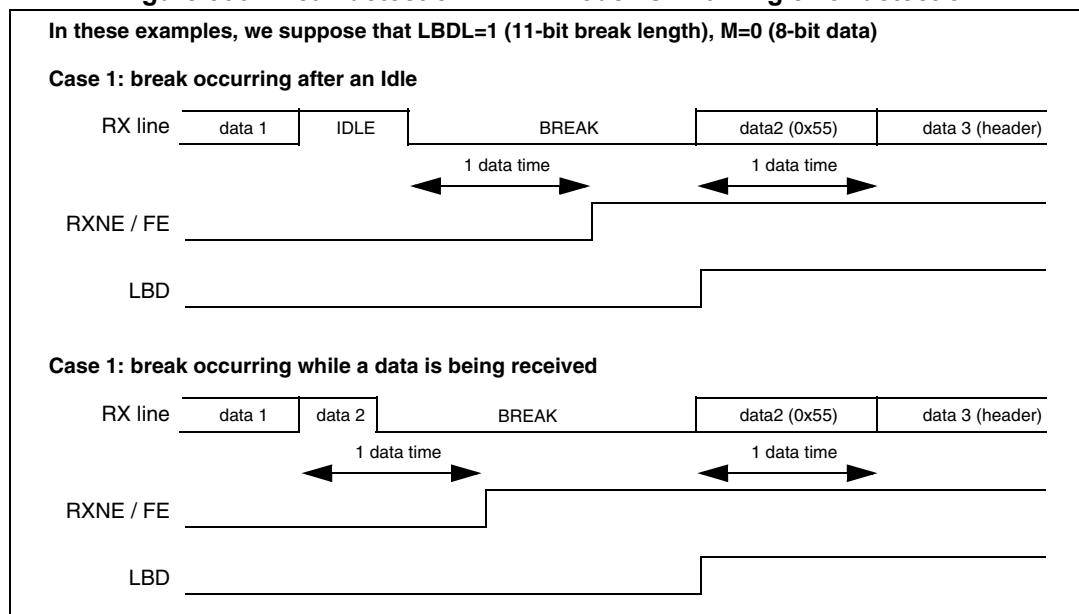 In these examples, we suppose that LBDL=1 (11-bit break length), M=0 (8-bit data)
Case 1: break occurring after an Idle
RX line data 1 IDLE BREAK data2 (0x55) data 3 (header)
1 data time 1 data time
RXNE / FE
LBD
Case 1: break occurring while a data is being received
RX line data 1 data 2 BREAK data2 (0x55) data 3 (header)
1 data time 1 data time
RXNE / FE
LBD